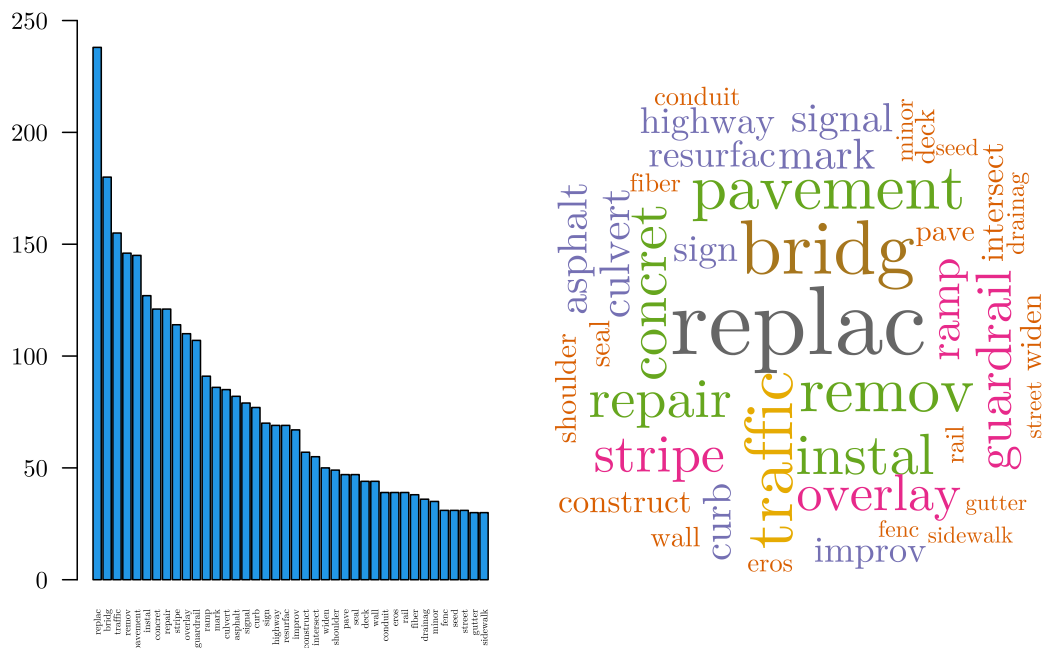 250
200
150
100
50
0
replac
bridg
traffic
remov
pavement
instal
concret
repair
stripe
overlay
guardrail
ramp
mark
culvert
asphalt
signal
curb
sign
highway
resurfac
improv
construct
intersect
widen
shoulder
pave
seal
deck
wall
conduit
eros
rail
fiber
drainag
minor
fenc
seed
street
gutter
sidewalk
conduit
highway
signal
minor
deck
seed
resurfac
mark
intersect
drainag
fiber
pavement
asphalt
culvert
concret
sign
bridg
pave
ramp
guardrail
widen
replac
seal
shoulder
repair
traffic
remov
street
stripe
instal
rail
construct
curb
overlay
gutter
wall
fenc
sidewalk
improv
eros